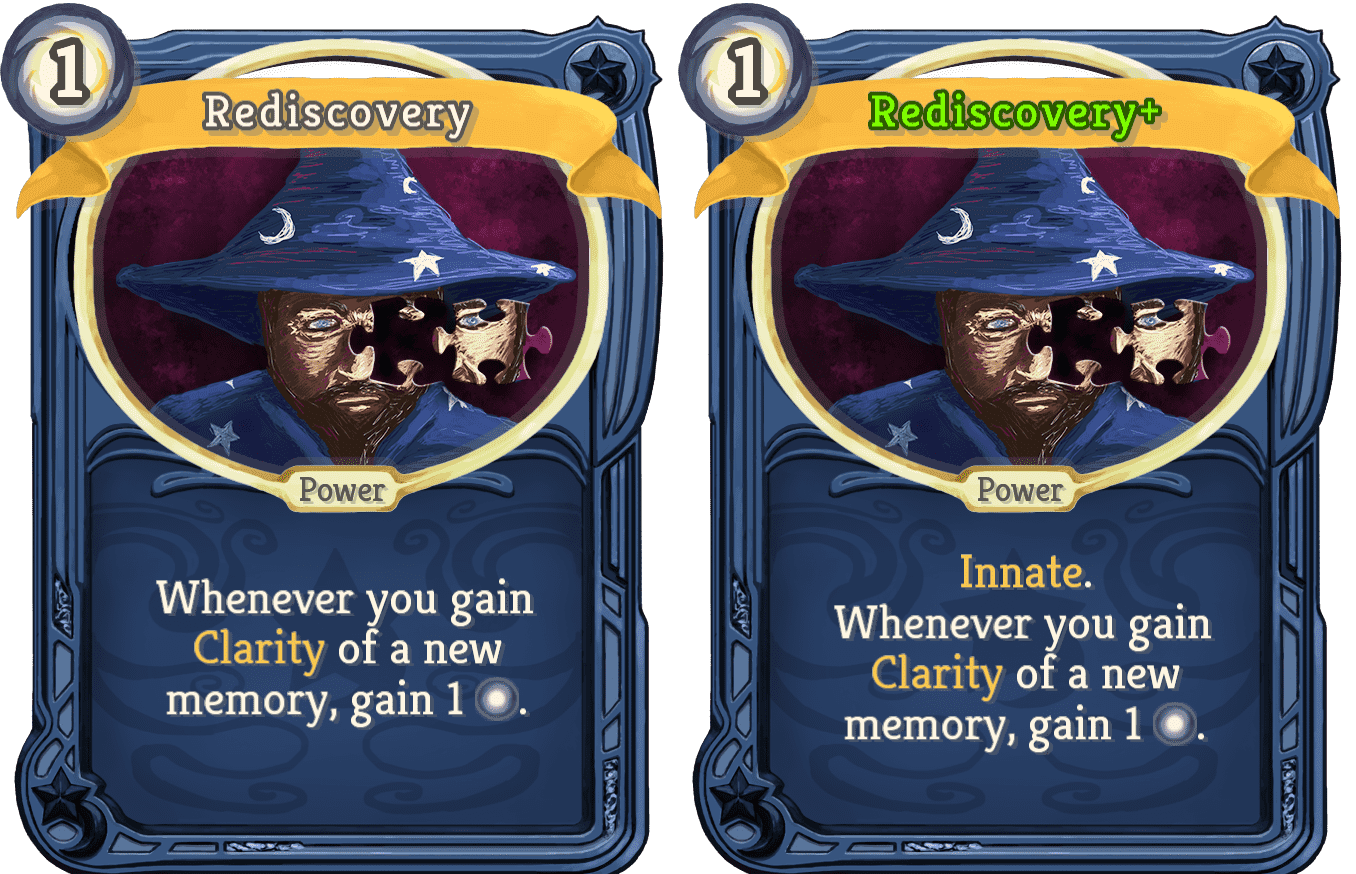 1
Rediscovery
Power
Whenever you gain
Clarity of a new
memory, gain 1 .
1
Rediscovery+
Power
Innate.
Whenever you gain
Clarity of a new
memory, gain 1 .